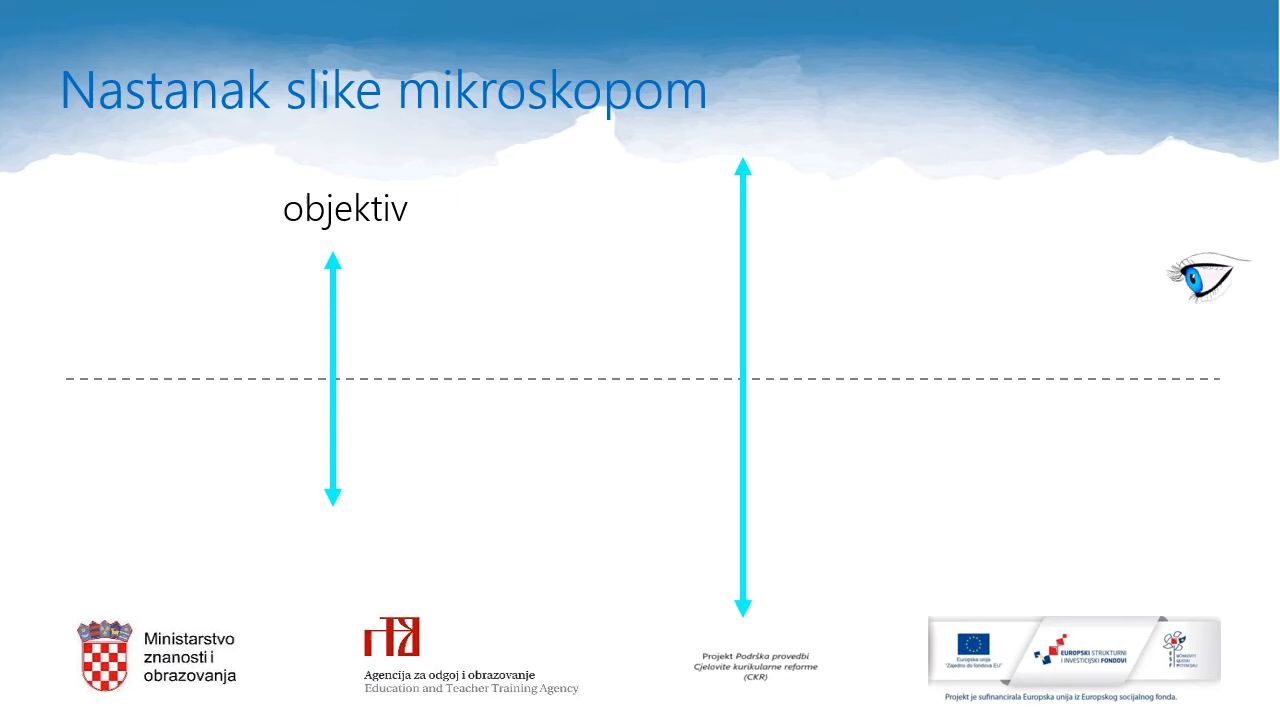 Nastanak slike mikroskopom
objektiv
Ministarstvo
znanosti i
obrazovanja
Agencija za odgoj i obrazovanje
Education and Teacher Training Agency
Projekt Podrška provedbi
Cjelovite kurikularne reforme
(CKR)
Europska unija
"Zajedno do fondova EU"
EUROPSKI STRUKTURNI
I INVESTICIJSKI FONDOVI
Projekt je sufinancirala Europska unija iz Europskog socijalnog fonda.